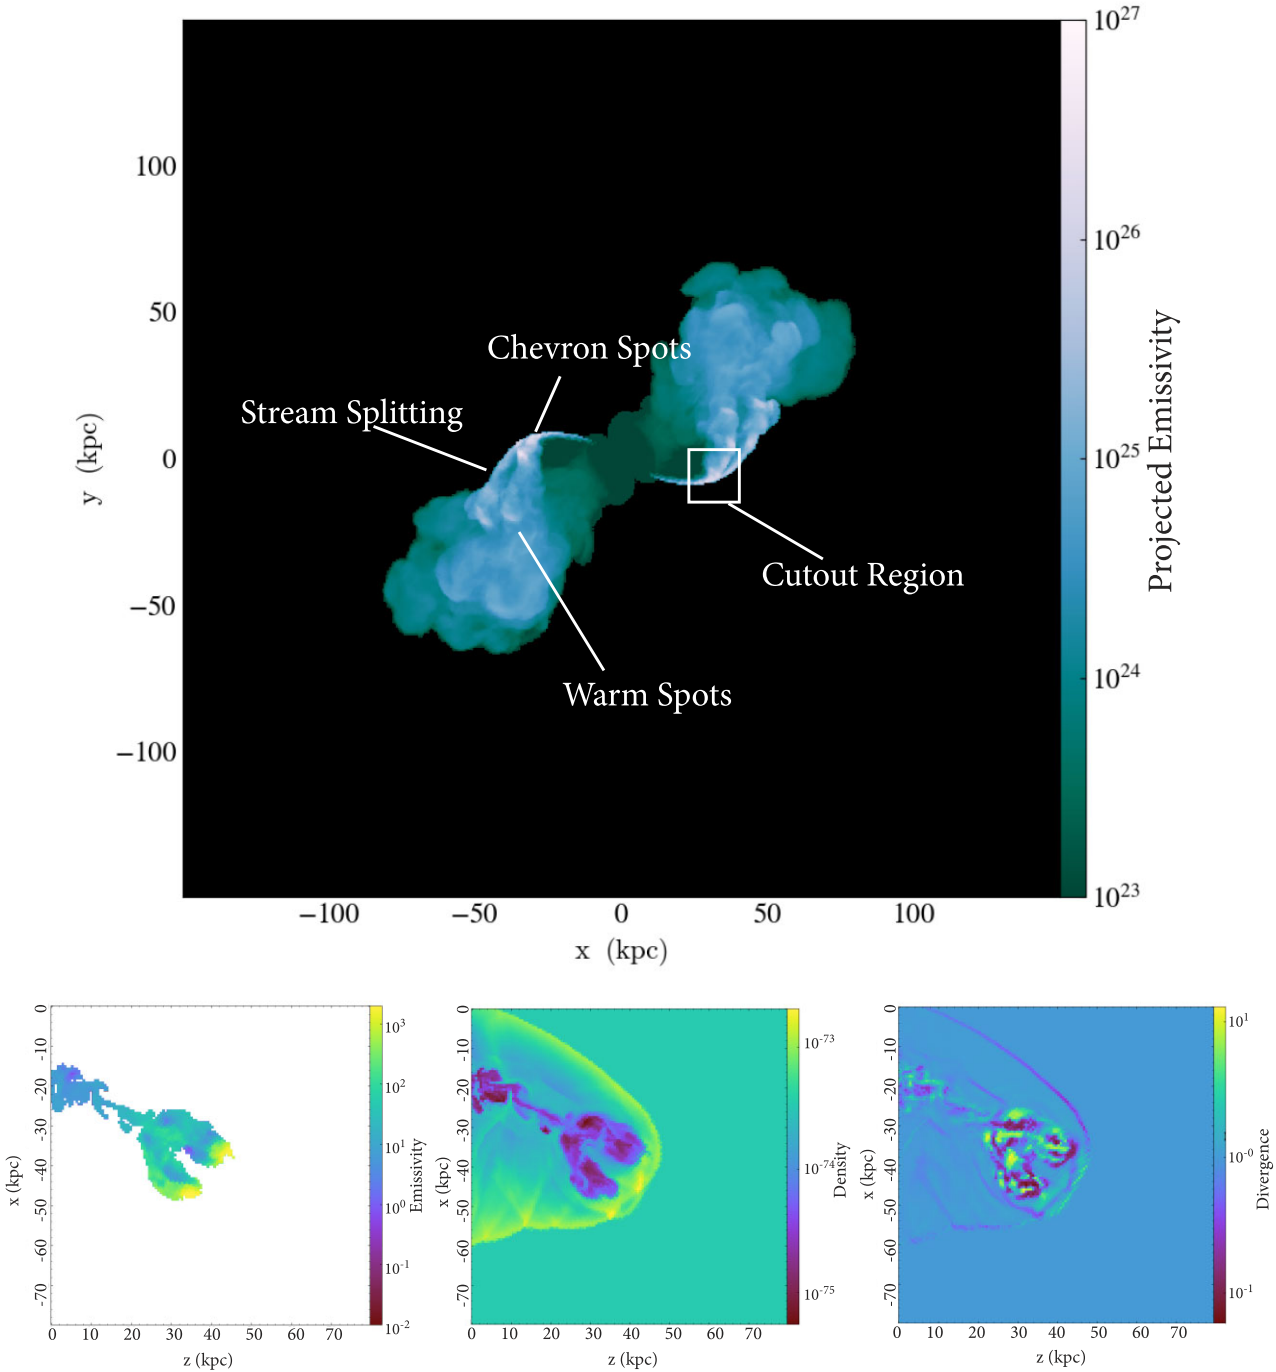 10^27
100
10^26
50
Chevron Spots
Stream Splitting
Projected Emissivity
y (kpc)
0
10^25
Cutout Region
−50
10^24
Warm Spots
−100
10^23
−100 −50 0 50 100
x (kpc)
0
-10
-20
-30
-40
-50
-60
-70
x (kpc)
0 10 20 30 40 50 60 70
z (kpc)
10^3
10^2
10^1
10^0
10^-1
10^-2
Emissivity
0
-10
-20
-30
-40
-50
-60
-70
x (kpc)
0 10 20 30 40 50 60 70
z (kpc)
10^-73
10^-74
10^-75
Density
0
-10
-20
-30
-40
-50
-60
-70
x (kpc)
0 10 20 30 40 50 60 70
z (kpc)
10^1
10^-0
10^-1
Divergence